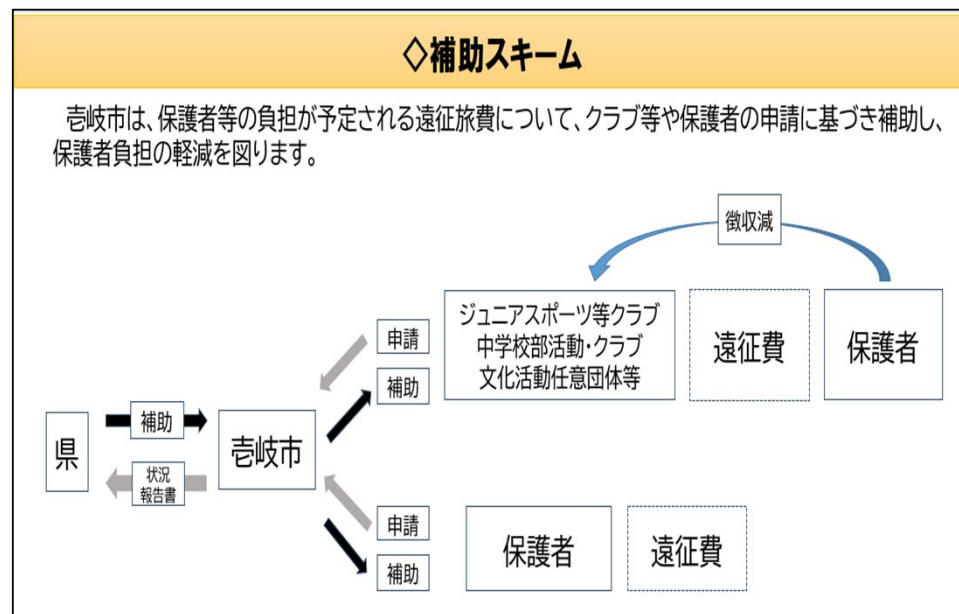 ◇補助スキーム
壱岐市は、保護者等の負担が予定される遠征旅費について、クラブ等や保護者の申請に基づき補助し、
保護者負担の軽減を図ります。
徴収減
ジュニアスポーツ等クラブ
中学校部活動・クラブ
文化活動任意団体等
遠征費
保護者
申請
補助
県
補助
状況
報告書
壱岐市
申請
補助
保護者
遠征費